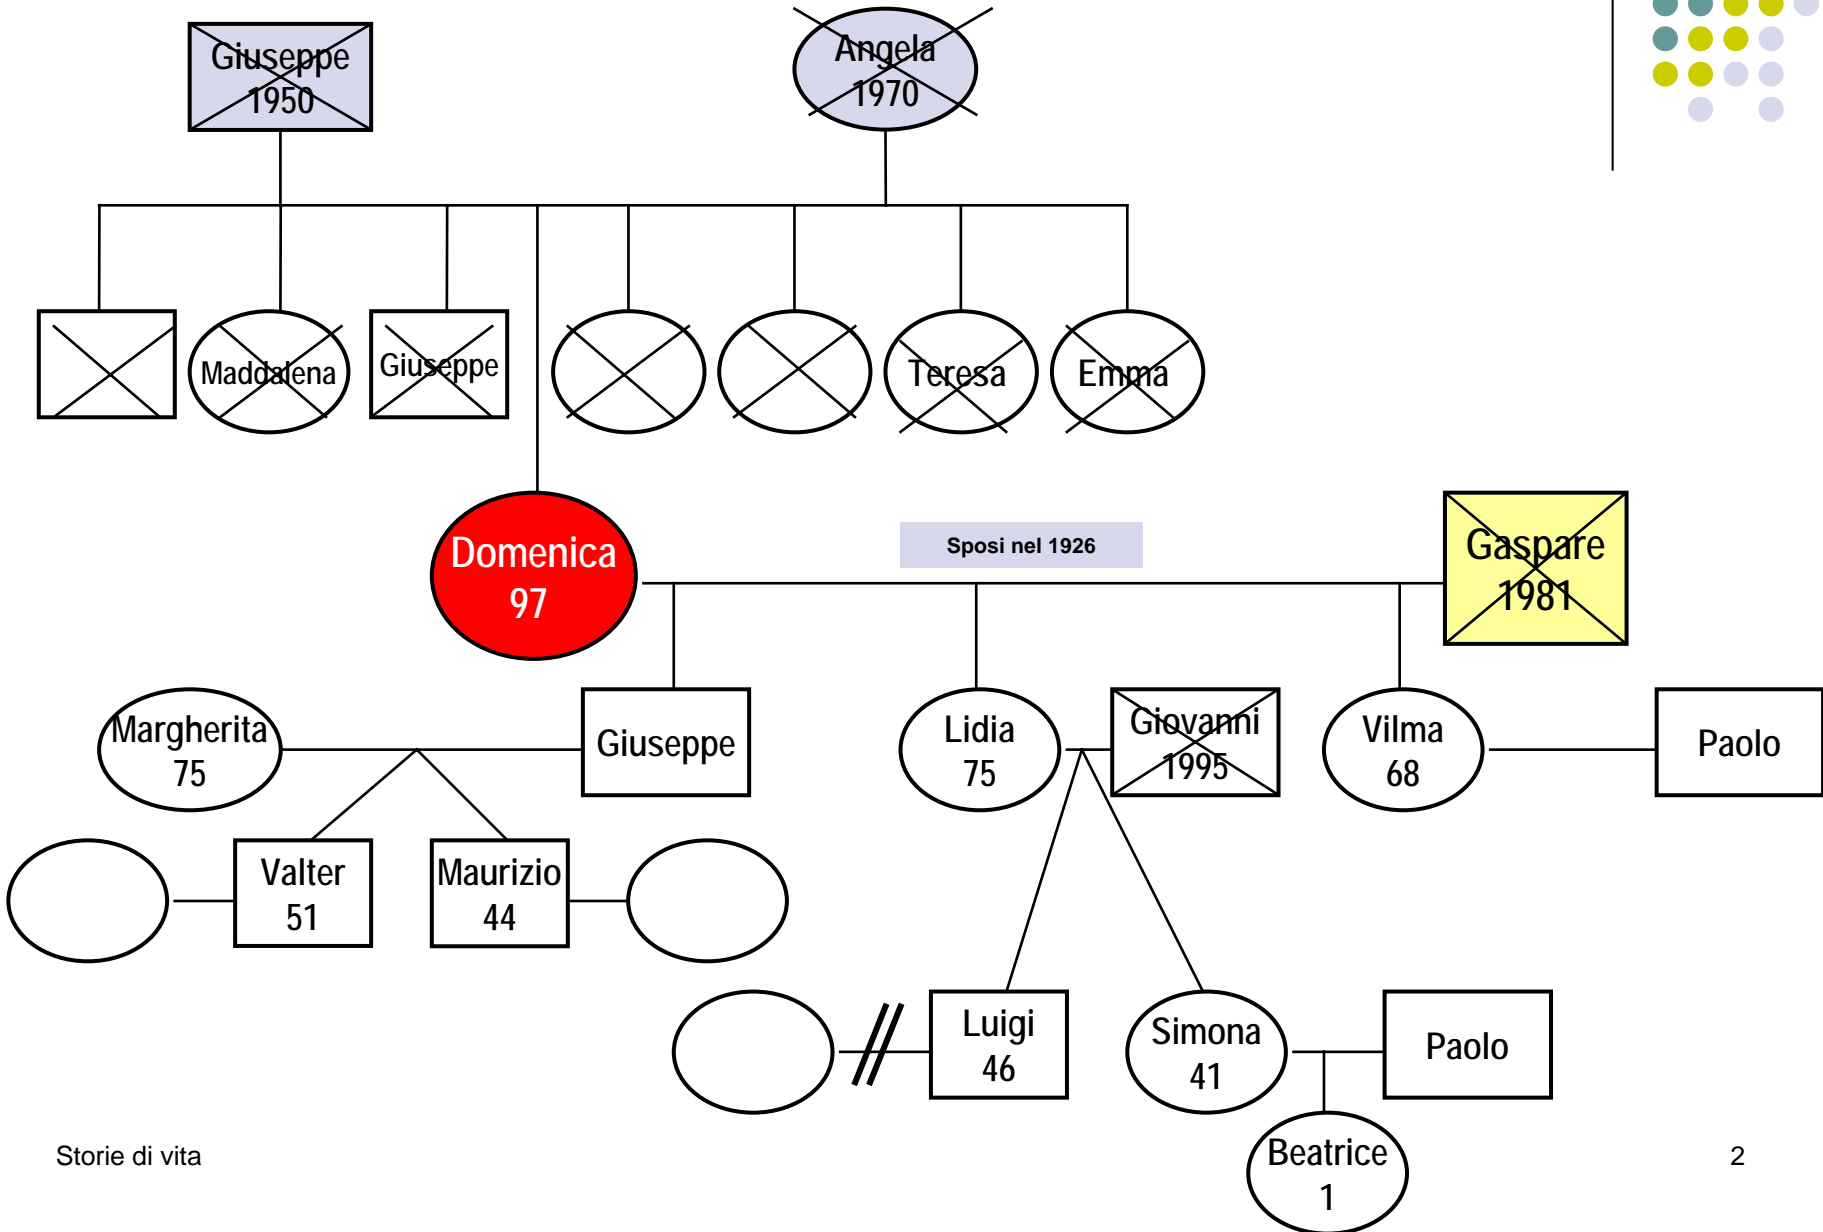 Giuseppe
1950
Angela
1970
Maddalena
Giuseppe
Teresa
Emma
Domenica
97
Sposi nel 1926
Gaspare
1981
Margherita
75
Giuseppe
Lidia
75
Giovanni
1995
Vilma
68
Paolo
Valter
51
Maurizio
44
Luigi
46
Simona
41
Paolo
Beatrice
1
Storie di vita
2